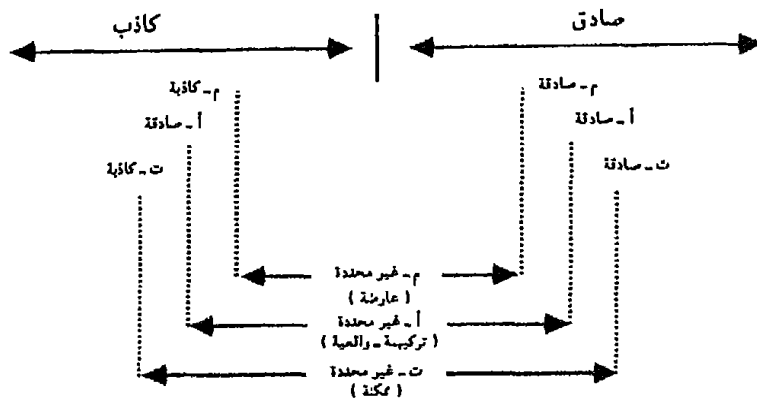 صادق
كاذب
م ـ صادقة
م ـ كاذبة
أ ـ صادقة
أ ـ صادقة
ت ـ صادقة
ت ـ كاذبة
م ـ غير محددة
( عارضة )
أ ـ غير محددة
( تركيبية ـ واقعية )
ت ـ غير محددة
( ممكنة )